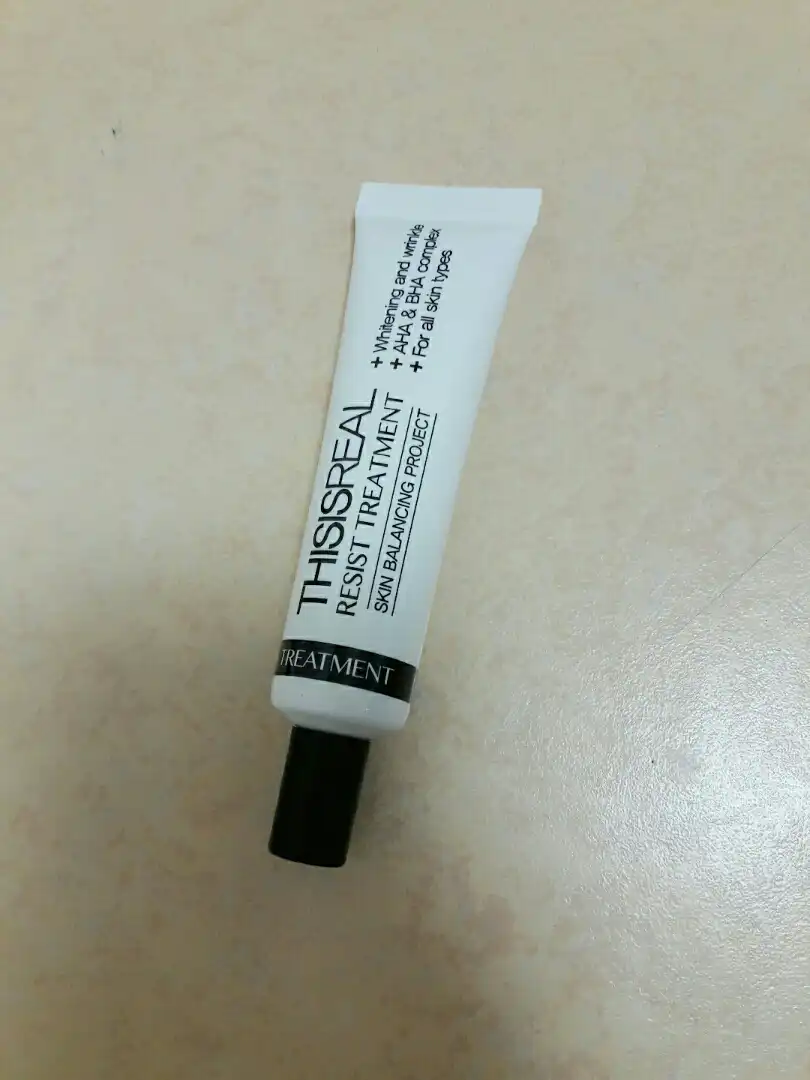 THISISREAL
RESIST TREATMENT
SKIN BALANCING PROJECT
+ Whitening and wrinkle
+ AHA & BHA complex
+ For all skin types
TREATMENT